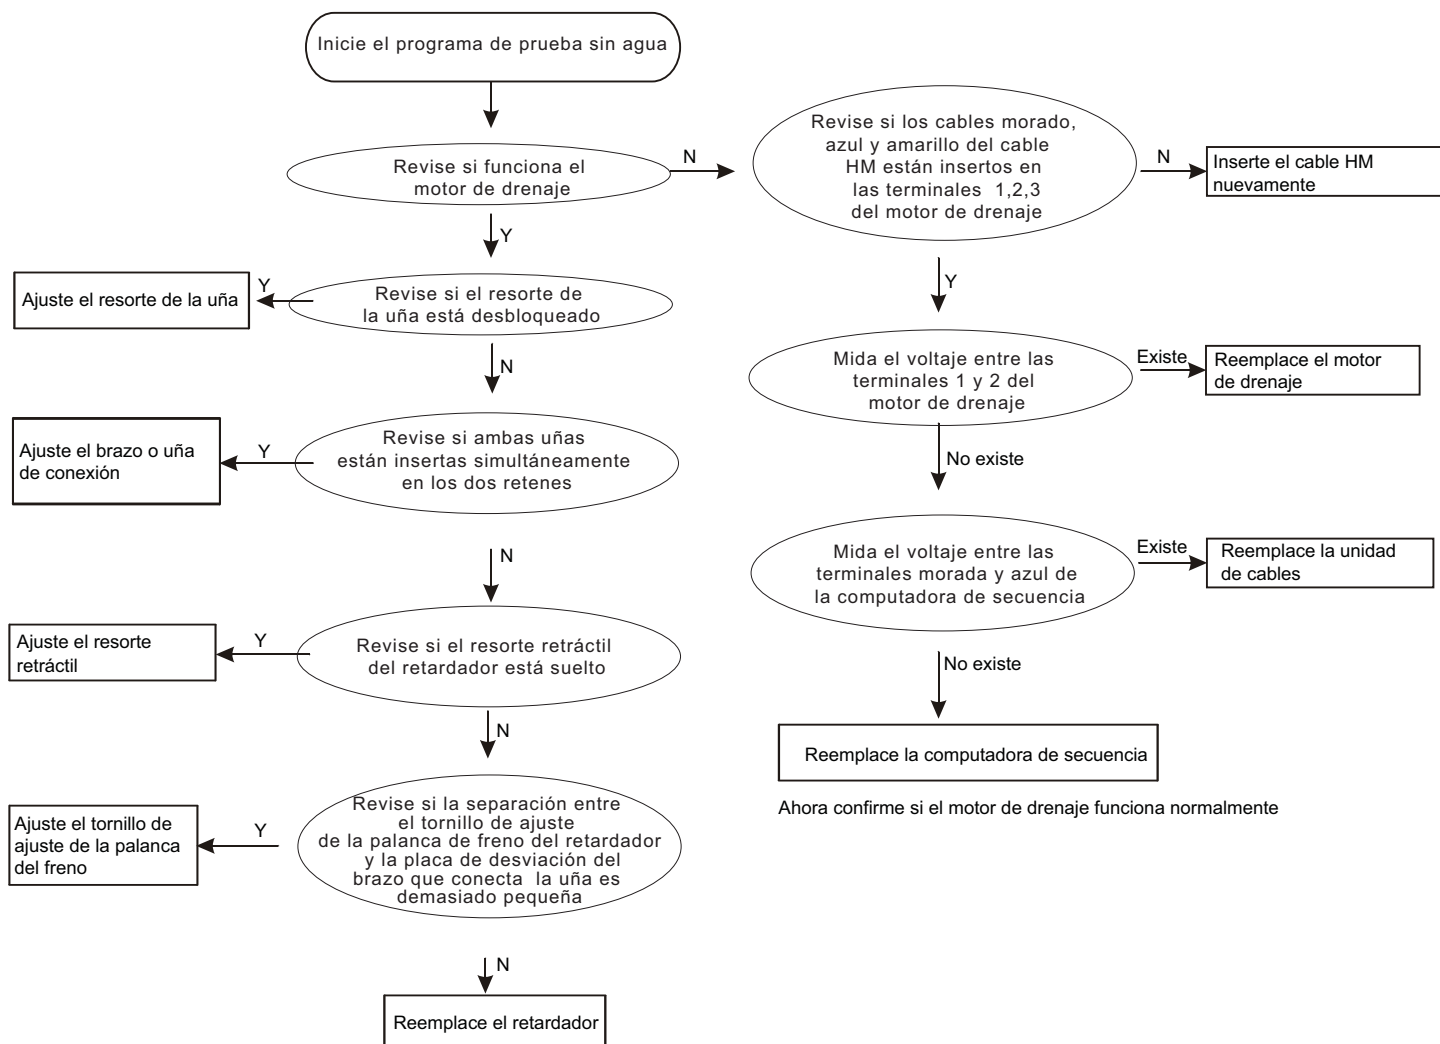 Inicie el programa de prueba sin agua
Revise si funciona el
motor de drenaje
N
Revise si los cables morado,
azul y amarillo del cable
HM están insertos en
las terminales 1,2,3
del motor de drenaje
N
Inserte el cable HM
nuevamente
Y
Y
Revise si el resorte de
la uña está desbloqueado
Y
Ajuste el resorte de la uña
N
Mida el voltaje entre las
terminales 1 y 2 del
motor de drenaje
Existe
Reemplace el motor
de drenaje
No existe
Revise si ambas uñas
están insertas simultáneamente
en los dos retenes
Y
Ajuste el brazo o uña
de conexión
N
Mida el voltaje entre las
terminales morada y azul de
la computadora de secuencia
Existe
Reemplace la unidad
de cables
No existe
Revise si el resorte retráctil
del retardador está suelto
Y
Ajuste el resorte
retráctil
N
Reemplace la computadora de secuencia
Ahora confirme si el motor de drenaje funciona normalmente
Revise si la separación entre
el tornillo de ajuste
de la palanca de freno del retardador
y la placa de desviación del
brazo que conecta la uña es
demasiado pequeña
Y
Ajuste el tornillo de
ajuste de la palanca
del freno
N
Reemplace el retardador